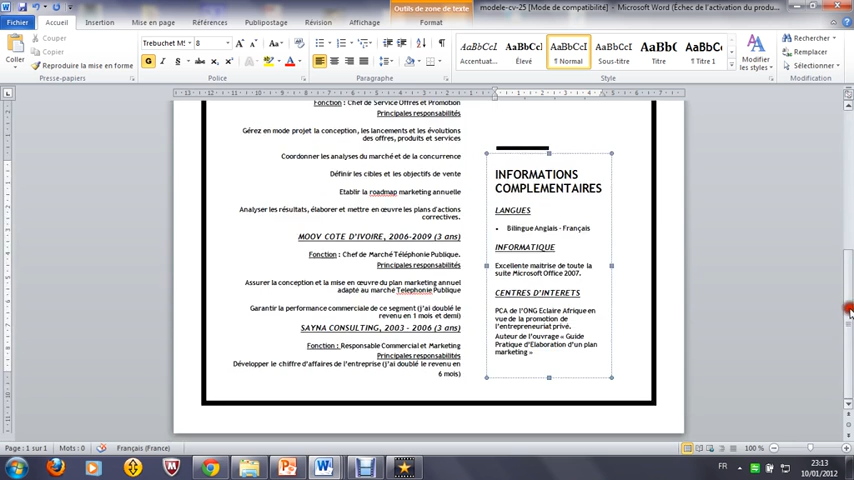 Outils de zone de texte
modele-cv-25 [Mode de compatibilité] - Microsoft Word (Échec de l'activation du produ...
Fichier Accueil Insertion Mise en page Références Publipostage Révision Affichage Format
Coller
Couper
Copier
Reproduire la mise en forme
Presse-papiers
Trebuchet M! 8
G I S abc
Police
Paragraphe
AaBbCcI AaBbCc AaBbCcI AaBbCcI AaBbC AaBbCc
Accentuat... Élevé ¶ Normal Sous-titre Titre ¶ Titre 1
Modifier les styles
Style
Rechercher
Remplacer
Sélectionner
Modification
Fonction : Chef de Service Offres et Promotion
Principales responsabilités
Gérez en mode projet la conception, les lancements et les évolutions
des offres, produits et services
Coordonner les analyses du marché et de la concurrence
Définir les cibles et les objectifs de vente
Etablir la roadmap marketing annuelle
Analyser les résultats, élaborer et mettre en œuvre les plans d'actions
correctives.
MOOV COTE D'IVOIRE, 2006-2009 (3 ans)
Fonction : Chef de Marché Téléphonie Publique.
Principales responsabilités
Assurer la conception et la mise en œuvre du plan marketing annuel
adapté au marché Telephonie Publique
Garantir la performance commerciale de ce segment (j'ai doublé le
revenu en 1 mois et demi)
SAYNA CONSULTING, 2003 - 2006 (3 ans)
Fonction : Responsable Commercial et Marketing
Principales responsabilités
Développer le chiffre d'affaires de l'entreprise (j'ai doublé le revenu en
6 mois)
INFORMATIONS
COMPLEMENTAIRES
LANGUES
• Bilingue Anglais - Français
INFORMATIQUE
Excellente maitrise de toute la
suite Microsoft Office 2007.
CENTRES D'INTERETS
PCA de l'ONG Eclaire Afrique en
vue de la promotion de
l'entrepreneuriat privé.
Auteur de l'ouvrage « Guide
Pratique d'Elaboration d'un plan
marketing »
Page : 1 sur 1 Mots : 0 Français (France) 100 %
FR
23:13
10/01/2012